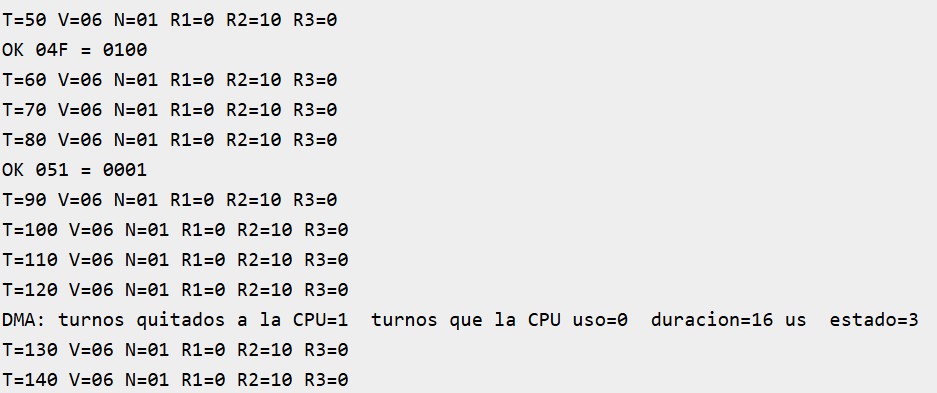 T=50 V=06 N=01 R1=0 R2=10 R3=0
OK 04F = 0100
T=60 V=06 N=01 R1=0 R2=10 R3=0
T=70 V=06 N=01 R1=0 R2=10 R3=0
T=80 V=06 N=01 R1=0 R2=10 R3=0
OK 051 = 0001
T=90 V=06 N=01 R1=0 R2=10 R3=0
T=100 V=06 N=01 R1=0 R2=10 R3=0
T=110 V=06 N=01 R1=0 R2=10 R3=0
T=120 V=06 N=01 R1=0 R2=10 R3=0
DMA: turnos quitados a la CPU=1  turnos que la CPU uso=0  duracion=16 us  estado=3
T=130 V=06 N=01 R1=0 R2=10 R3=0
T=140 V=06 N=01 R1=0 R2=10 R3=0